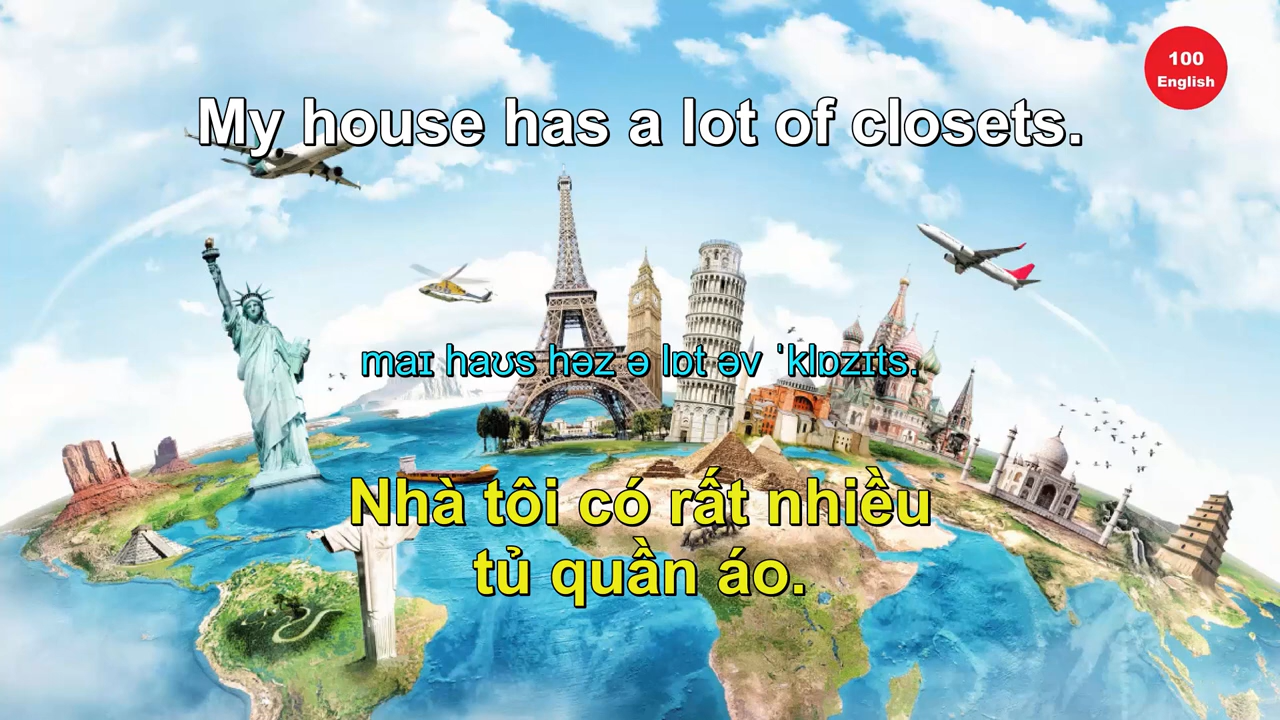 100
English
My house has a lot of closets.
maɪ haʊs həz ə lɒt əv ˈklɒzɪts.
Nhà tôi có rất nhiều
tủ quần áo.